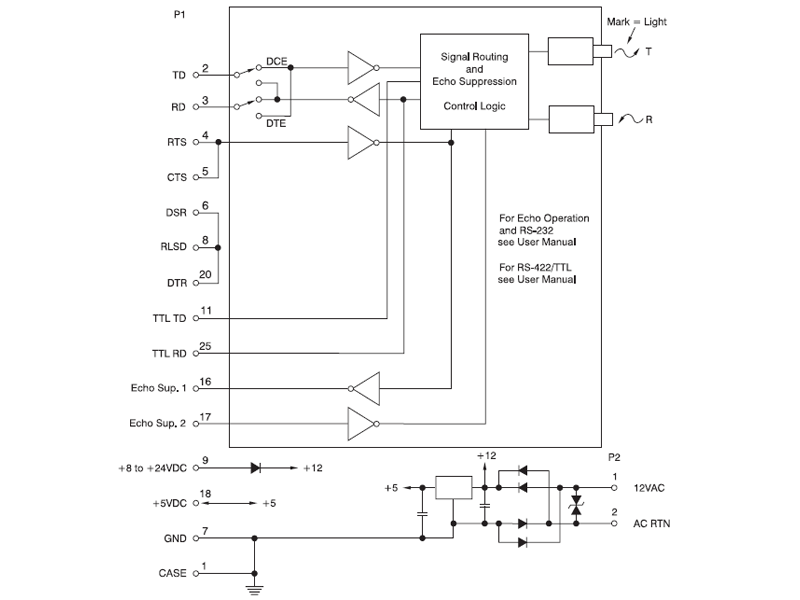 P1
Mark = Light
DCE
Signal Routing
and
Echo Suppression
Control Logic
T
TD 2
RD 3
DTE
R
RTS 4
CTS 5
DSR 6
RLSD 8
DTR 20
For Echo Operation
and RS-232
see User Manual
For RS-422/TTL
see User Manual
TTL TD 11
TTL RD 25
Echo Sup. 1 16
Echo Sup. 2 17
+8 to +24VDC 9 +12
+5VDC 18 +5
GND 7
CASE 1
+12
P2
+5
1 12VAC
2 AC RTN